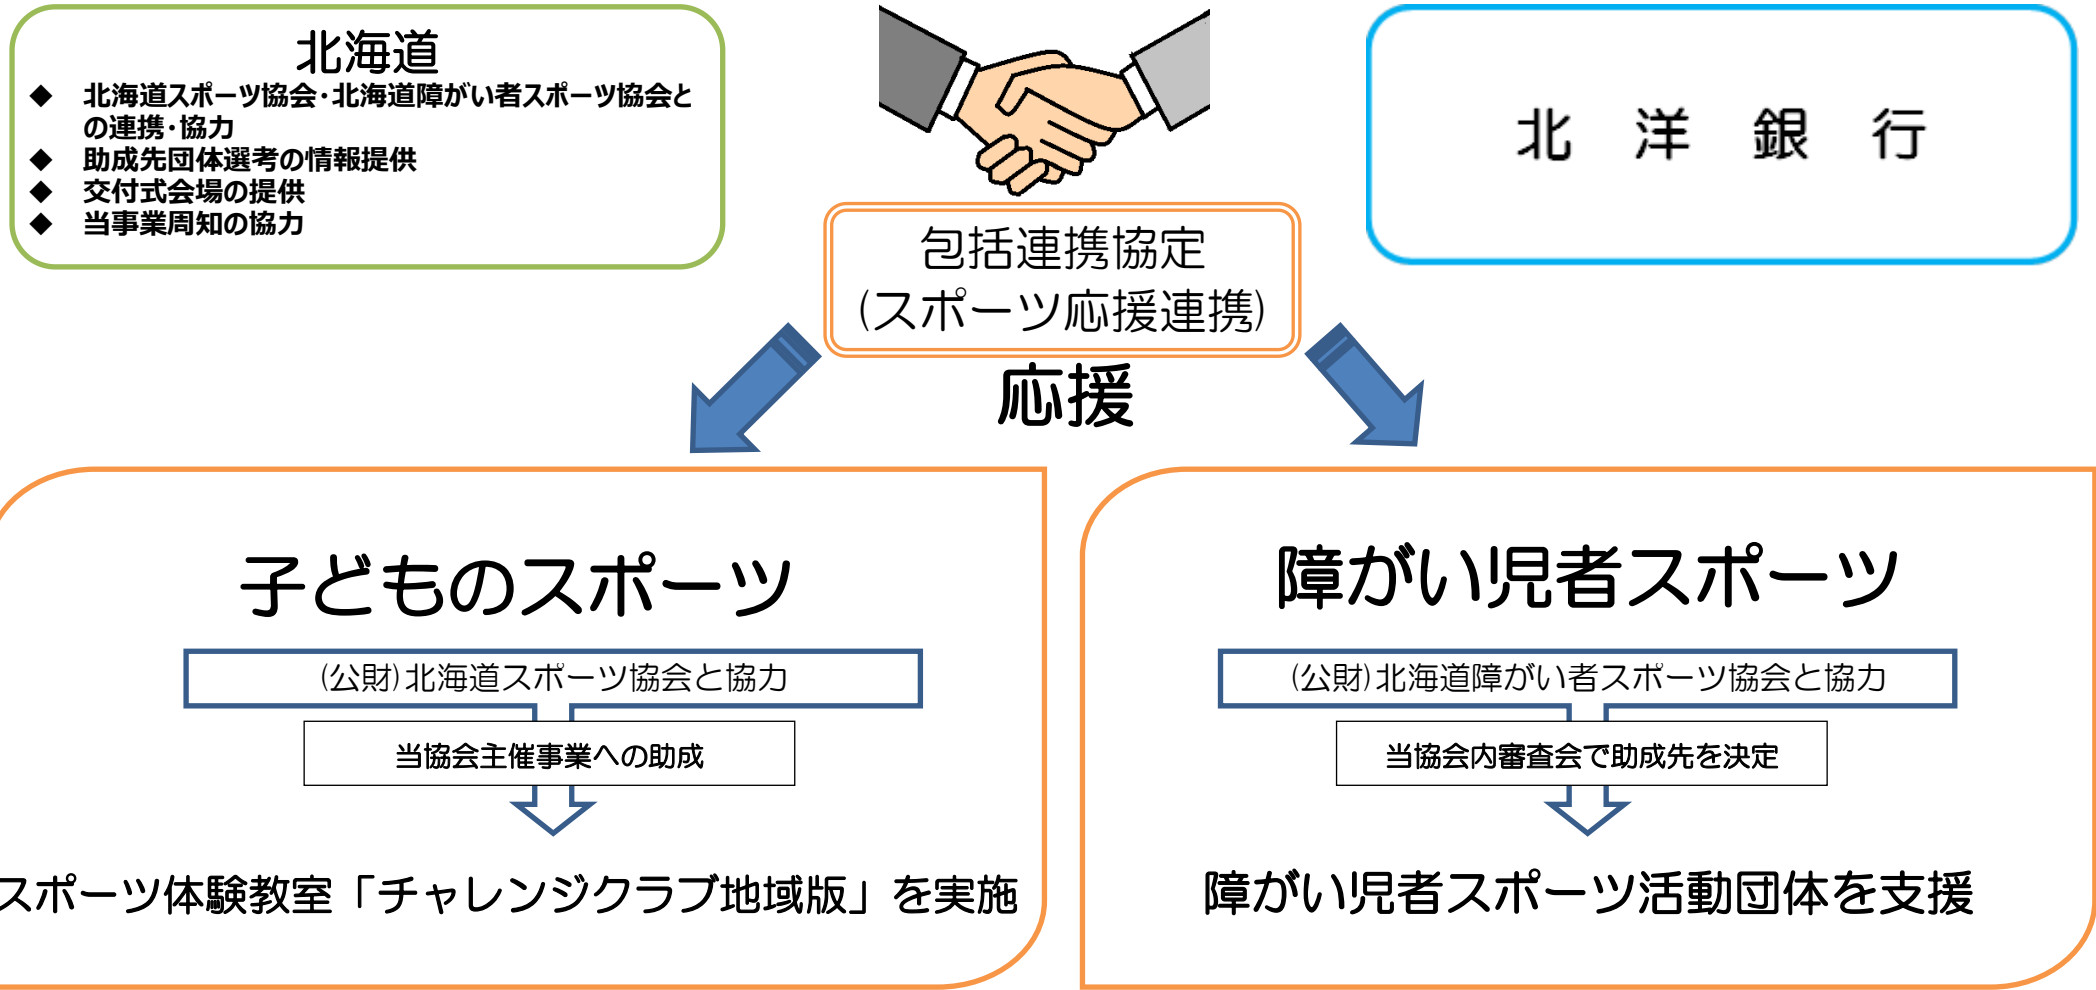 北海道
◆ 北海道スポーツ協会・北海道障がい者スポーツ協会と
の連携・協力
◆ 助成先団体選考の情報提供
◆ 交付式会場の提供
◆ 当事業周知の協力
北洋銀行
包括連携協定
(スポーツ応援連携)
応援
子どものスポーツ
(公財)北海道スポーツ協会と協力
当協会主催事業への助成
スポーツ体験教室「チャレンジクラブ地域版」を実施
障がい児者スポーツ
(公財)北海道障がい者スポーツ協会と協力
当協会内審査会で助成先を決定
障がい児者スポーツ活動団体を支援